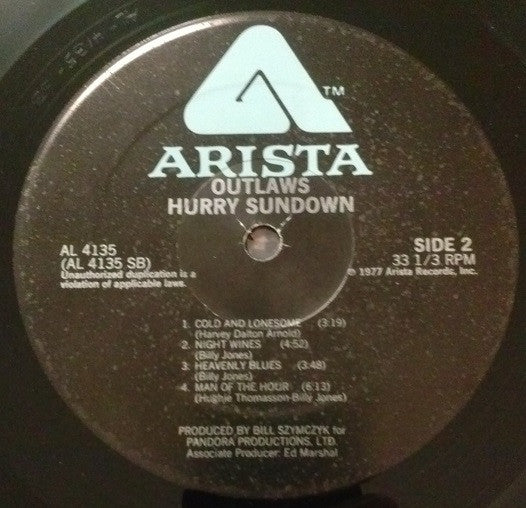 TM
ARISTA
OUTLAWS
HURRY SUNDOWN
AL 4135
(AL 4135 SB)
Unauthorized duplication is a
violation of applicable laws.
SIDE 2
33 1/3 RPM
℗ 1977 Arista Records, Inc.
1. COLD AND LONESOME (3:19)
(Harvey Dalton Arnold)
2. NIGHT WINES (4:52)
(Billy Jones)
3. HEAVENLY BLUES (3:48)
(Billy Jones)
4. MAN OF THE HOUR (6:13)
(Hughie Thomasson-Billy Jones)
PRODUCED BY BILL SZYMCZYK for
PANDORA PRODUCTIONS, LTD.
Associate Producer: Ed Marshal